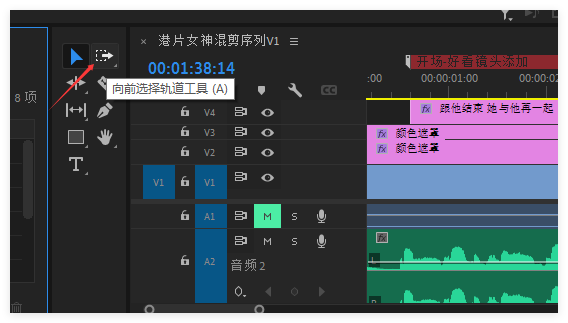 × 港片女神混剪序列V1 ≡
开场-好看镜头添加
00:01:38:14
:00 00:00:01:00 00:00:02:0
8 项
向前选择轨道工具 (A)
CC
V4
fx 跟他结束 她与他再一起
V3
fx 颜色遮罩
V2
fx 颜色遮罩
T
V1 V1
A1 M S
M S fx
A2 L
音频 2
R